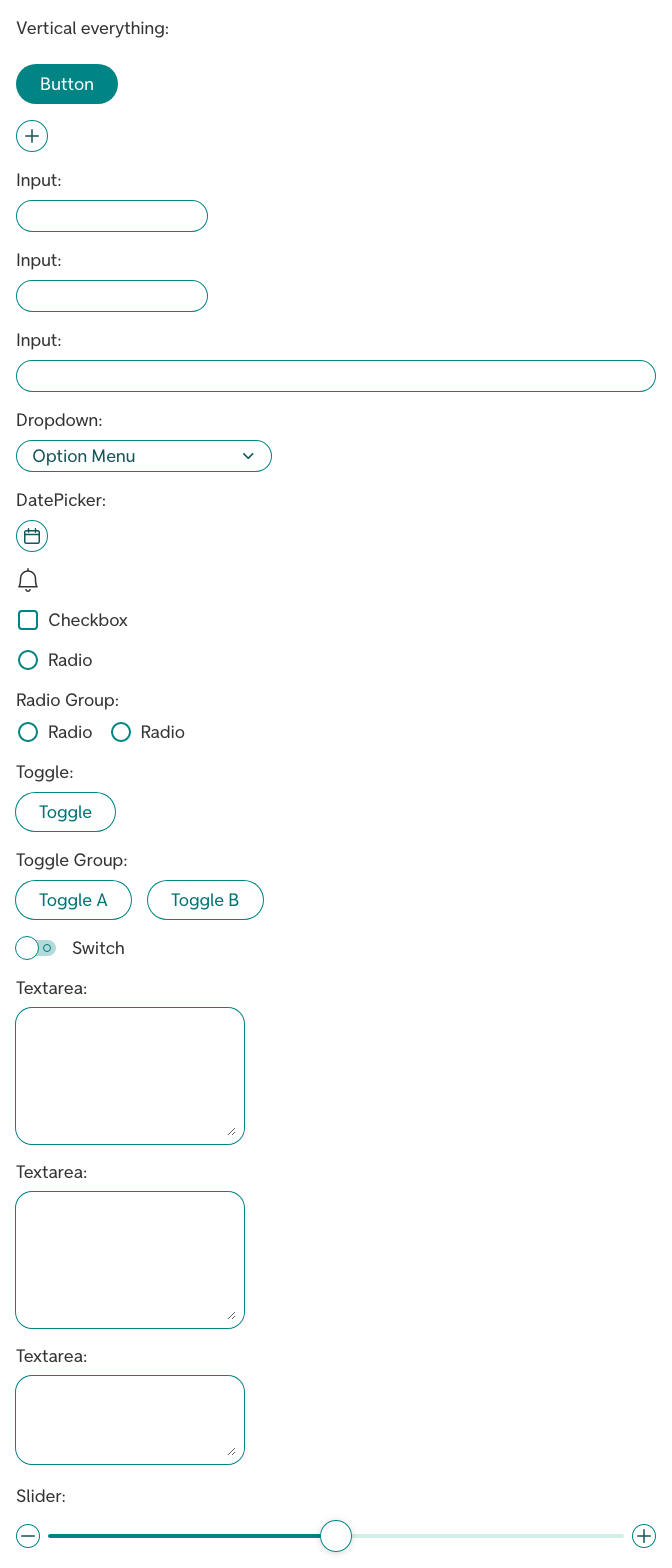 Vertical everything:
Button
Input:
Input:
Input:
Dropdown:
Option Menu
DatePicker:
Checkbox
Radio
Radio Group:
Radio Radio
Toggle:
Toggle
Toggle Group:
Toggle A Toggle B
Switch
Textarea:
Textarea:
Textarea:
Slider: